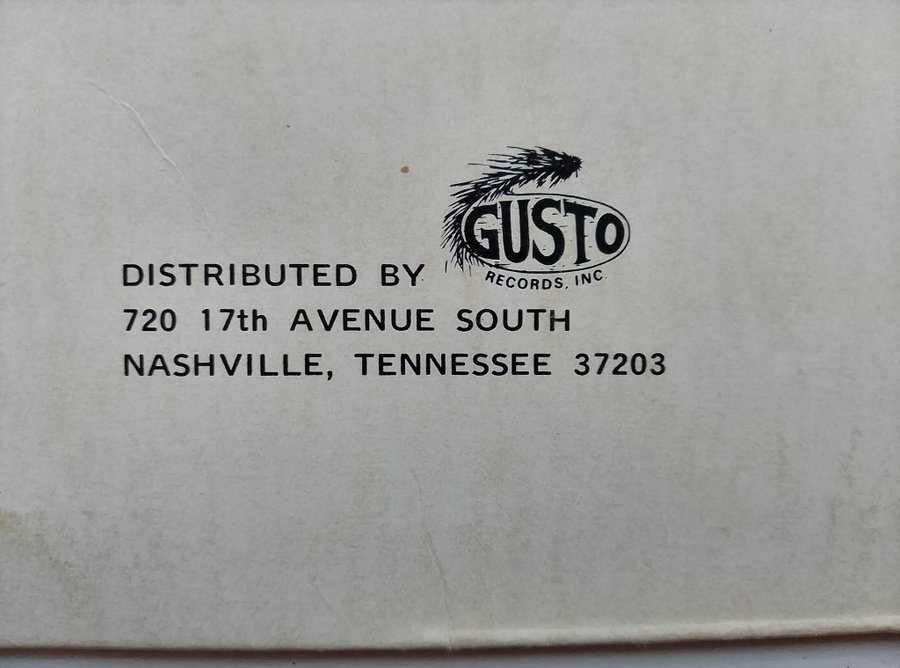 GUSTO
RECORDS, INC.
DISTRIBUTED BY
720 17th AVENUE SOUTH
NASHVILLE, TENNESSEE 37203